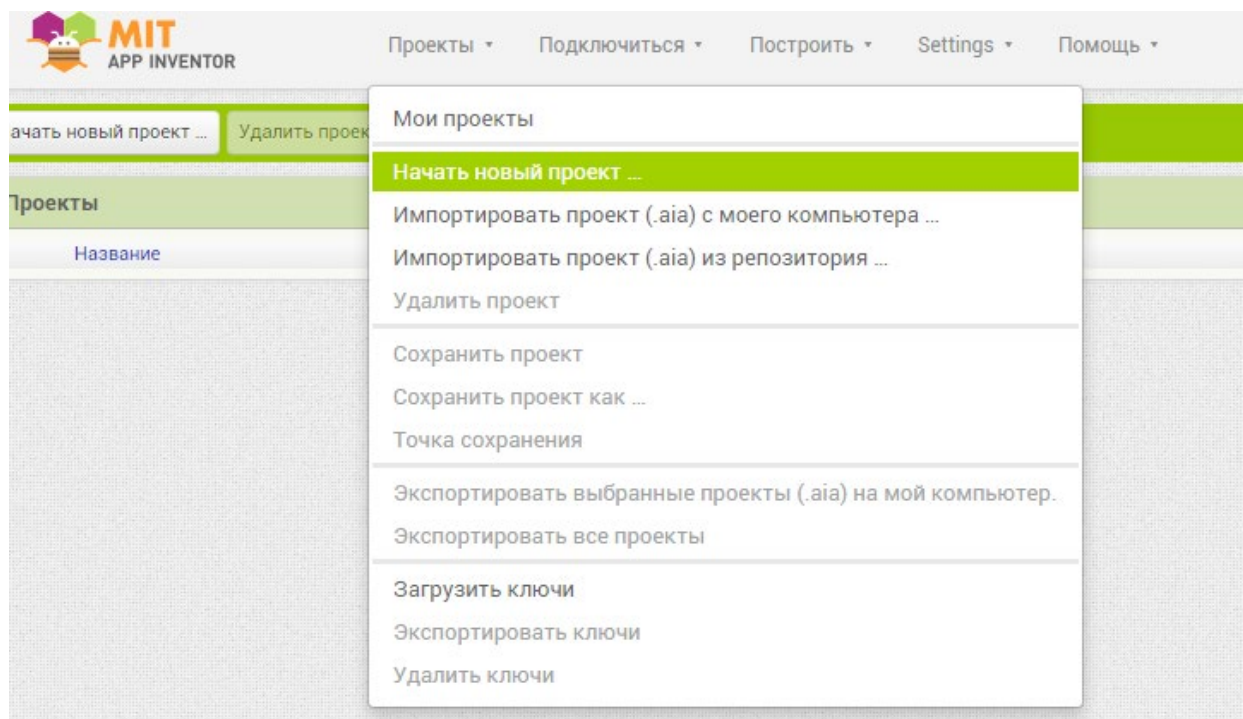 MIT
APP INVENTOR
Проекты Подключиться Построить Settings Помощь
ачать новый проект ... Удалить проек
Проекты
Название
Мои проекты
Начать новый проект ...
Импортировать проект (.aia) с моего компьютера ...
Импортировать проект (.aia) из репозитория ...
Удалить проект
Сохранить проект
Сохранить проект как ...
Точка сохранения
Экспортировать выбранные проекты (.aia) на мой компьютер.
Экспортировать все проекты
Загрузить ключи
Экспортировать ключи
Удалить ключи